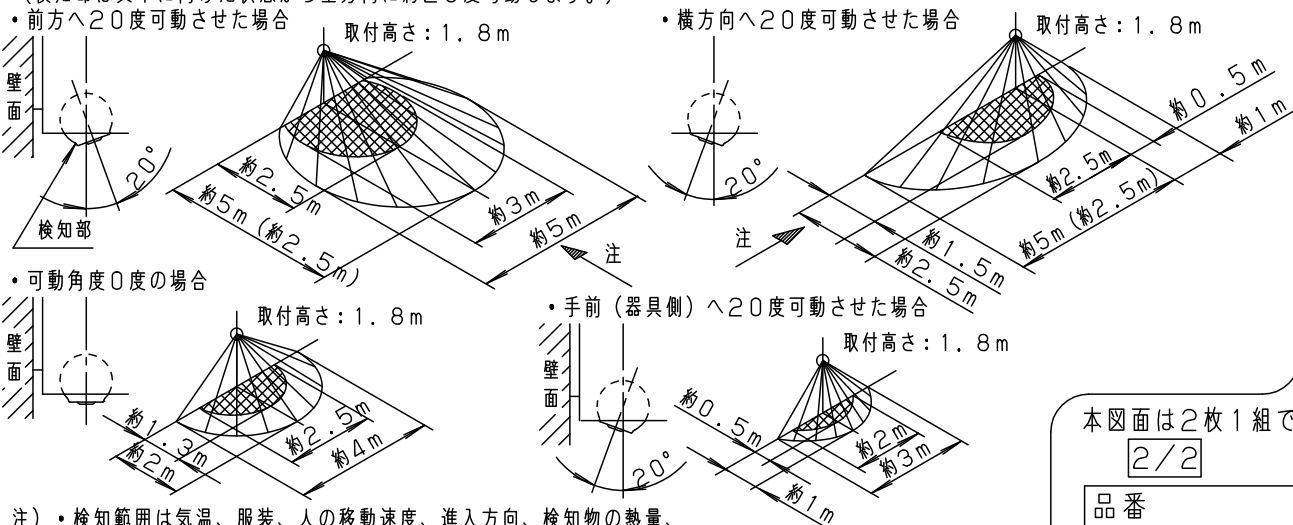 ・前方へ20度可動させた場合
取付高さ:1.8m
壁面
20°
検知部
約2.5m
約5m(約2.5m)
約3m
約5m
注
・横方向へ20度可動させた場合
取付高さ:1.8m
20°
約0.5m
約1m
約2.5m
約5m(約2.5m)
約1.5m
約2.5m
注
・可動角度0度の場合
取付高さ:1.8m
壁面
約1.3m
約2m
約2.5m
約4m
・手前(器具側)へ20度可動させた場合
取付高さ:1.8m
壁面
20°
約0.5m
約1m
約2m
約3m
本図面は2枚1組で
2/2
品番
注)・検知範囲は気温、服装、人の移動速度、進入方向、検知物の熱量、